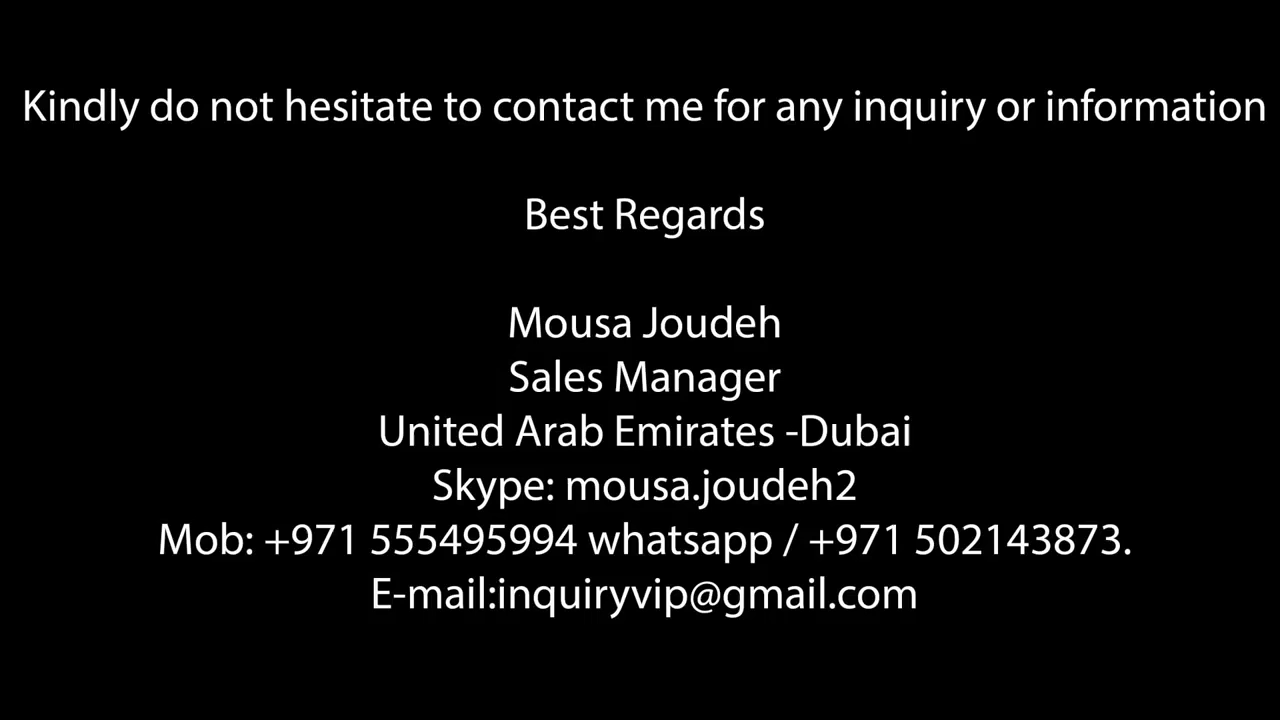 Kindly do not hesitate to contact me for any inquiry or information
Best Regards
Mousa Joudeh
Sales Manager
United Arab Emirates -Dubai
Skype: mousa.joudeh2
Mob: +971 555495994 whatsapp / +971 502143873.
E-mail:inquiryvip@gmail.com